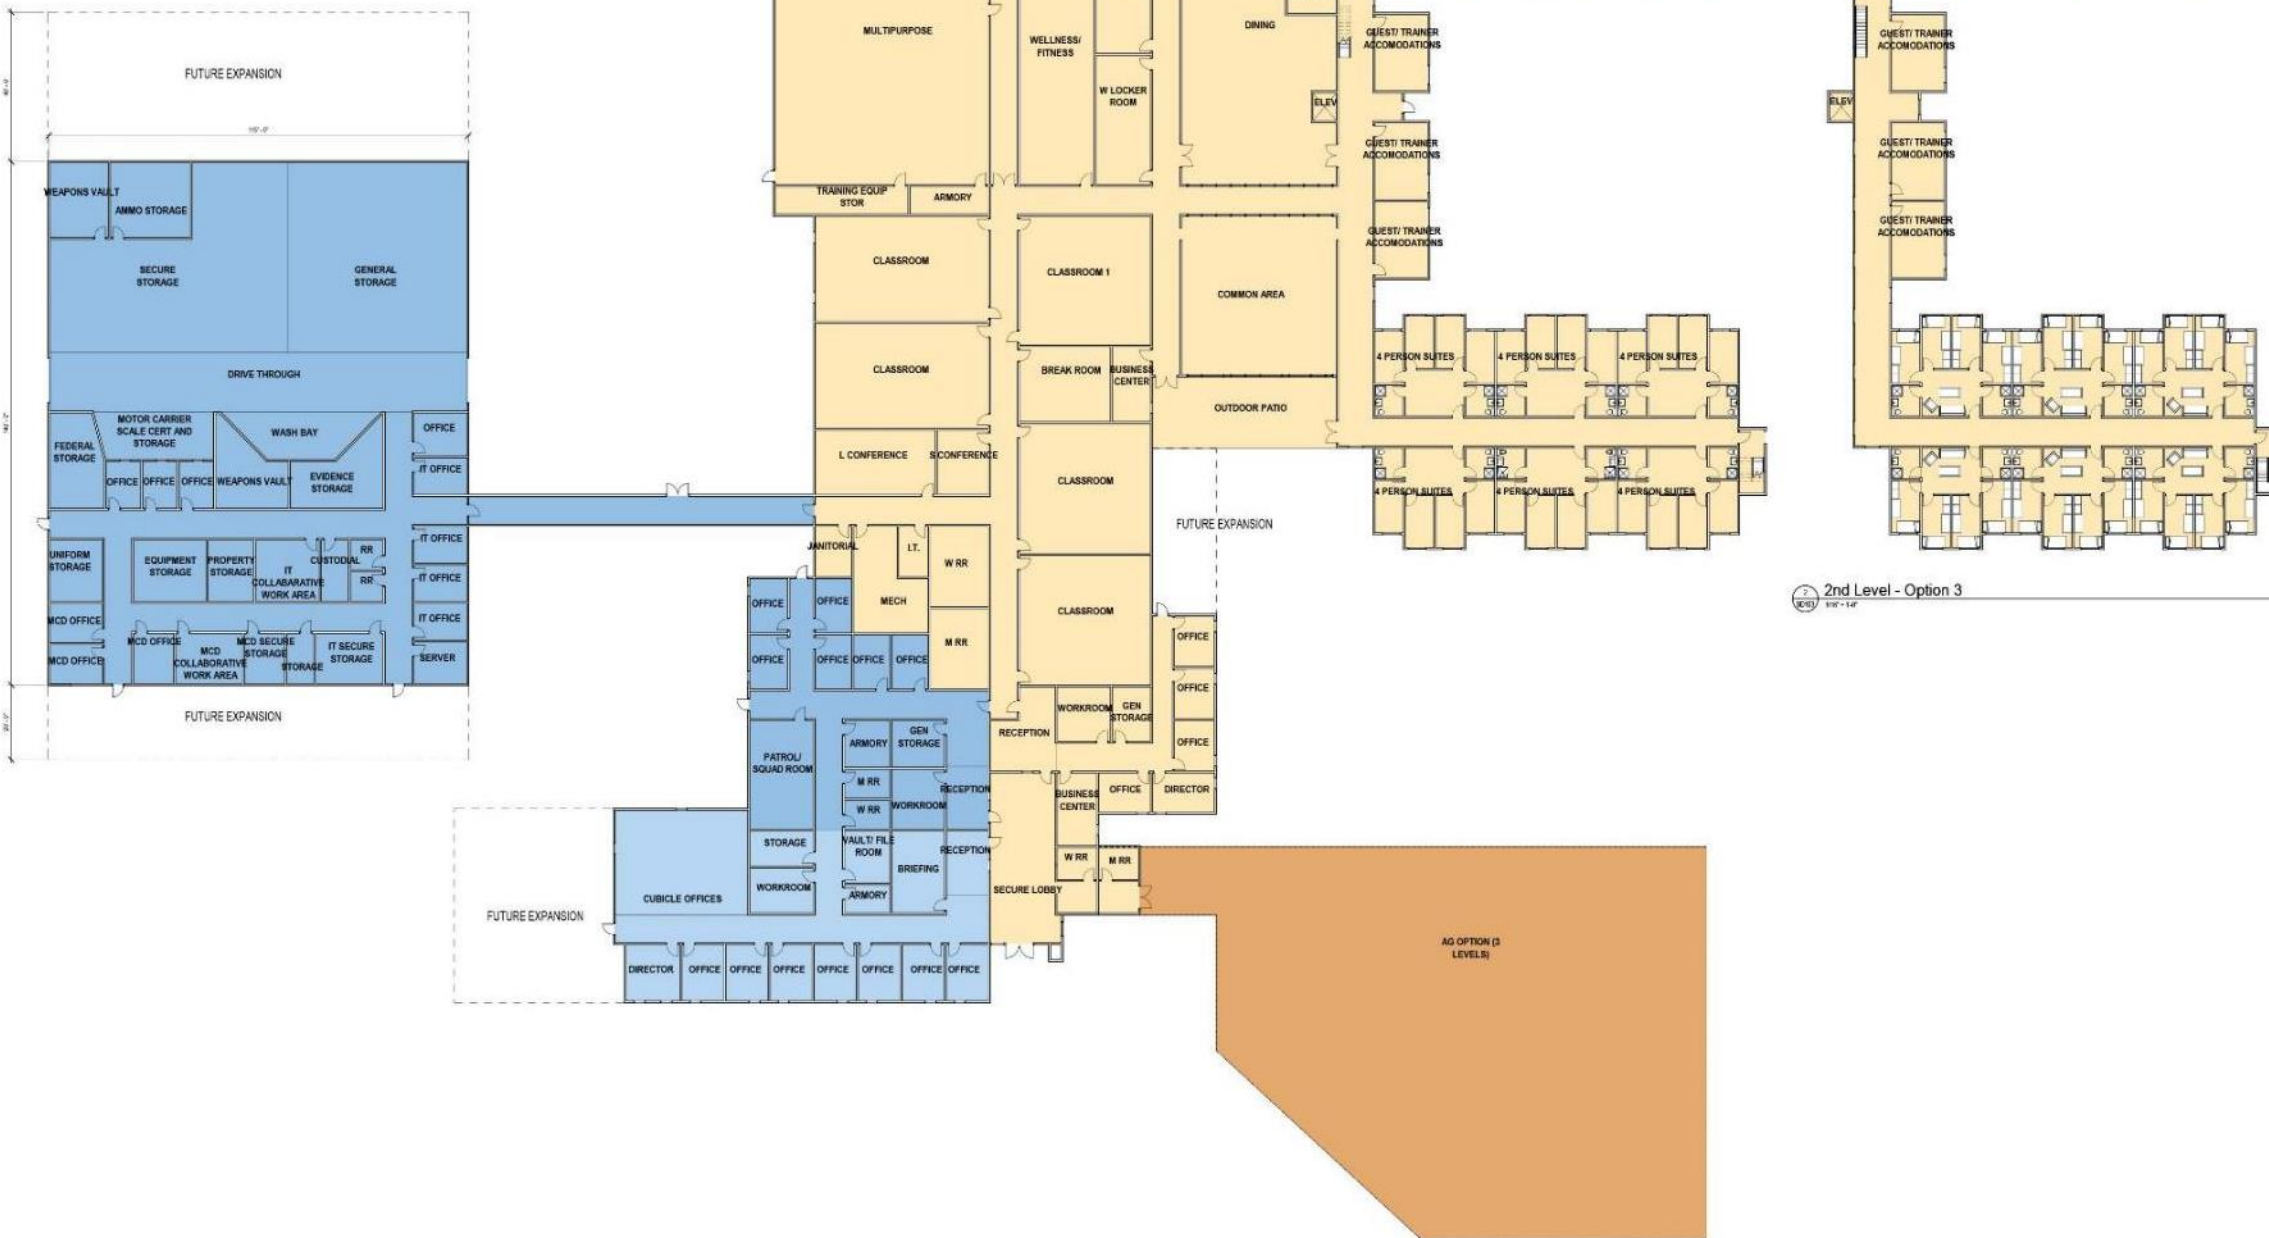 FUTURE EXPANSION
115'-0"
WEAPONS VAULT
AMMO STORAGE
SECURE
STORAGE
GENERAL
STORAGE
DRIVE THROUGH
FEDERAL
STORAGE
MOTOR CARRIER
SCALE CERT AND
STORAGE
WASH BAY
OFFICE
OFFICE
OFFICE
OFFICE
WEAPONS VAULT
EVIDENCE
STORAGE
IT OFFICE
UNIFORM
STORAGE
EQUIPMENT
STORAGE
PROPERTY
STORAGE
IT
COLLABARATIVE
WORK AREA
CUSTODIAL
RR
RR
IT OFFICE
IT OFFICE
IT OFFICE
SERVER
MCD OFFICE
MCD OFFICE
MCD OFFICE
MCD
COLLABORATIVE
WORK AREA
MCD SECURE
STORAGE
STORAGE
IT SECURE
STORAGE
FUTURE EXPANSION
MULTIPURPOSE
WELLNESS/
FITNESS
W LOCKER
ROOM
DINING
ELEV
GUEST/ TRAINER
ACCOMODATIONS
GUEST/ TRAINER
ACCOMODATIONS
GUEST/ TRAINER
ACCOMODATIONS
TRAINING EQUIP
STOR
ARMORY
CLASSROOM
CLASSROOM 1
COMMON AREA
CLASSROOM
BREAK ROOM
BUSINESS
CENTER
OUTDOOR PATIO
L CONFERENCE
S CONFERENCE
CLASSROOM
FUTURE EXPANSION
4 PERSON SUITES
4 PERSON SUITES
4 PERSON SUITES
4 PERSON SUITES
4 PERSON SUITES
4 PERSON SUITES
JANITORIAL
I.T.
W RR
MECH
M RR
CLASSROOM
OFFICE
OFFICE
OFFICE
OFFICE
OFFICE
OFFICE
OFFICE
OFFICE
OFFICE
WORKROOM
GEN
STORAGE
RECEPTION
PATROL/
SQUAD ROOM
ARMORY
GEN
STORAGE
M RR
W RR
WORKROOM
RECEPTION
BUSINESS
CENTER
OFFICE
DIRECTOR
STORAGE
VAULT/ FILE
ROOM
BRIEFING
RECEPTION
WORKROOM
ARMORY
W RR
M RR
SECURE LOBBY
CUBICLE OFFICES
FUTURE EXPANSION
DIRECTOR
OFFICE
OFFICE
OFFICE
OFFICE
OFFICE
OFFICE
OFFICE
AG OPTION (3
LEVELS)
GUEST/ TRAINER
ACCOMODATIONS
ELEV
GUEST/ TRAINER
ACCOMODATIONS
GUEST/ TRAINER
ACCOMODATIONS
2nd Level - Option 3